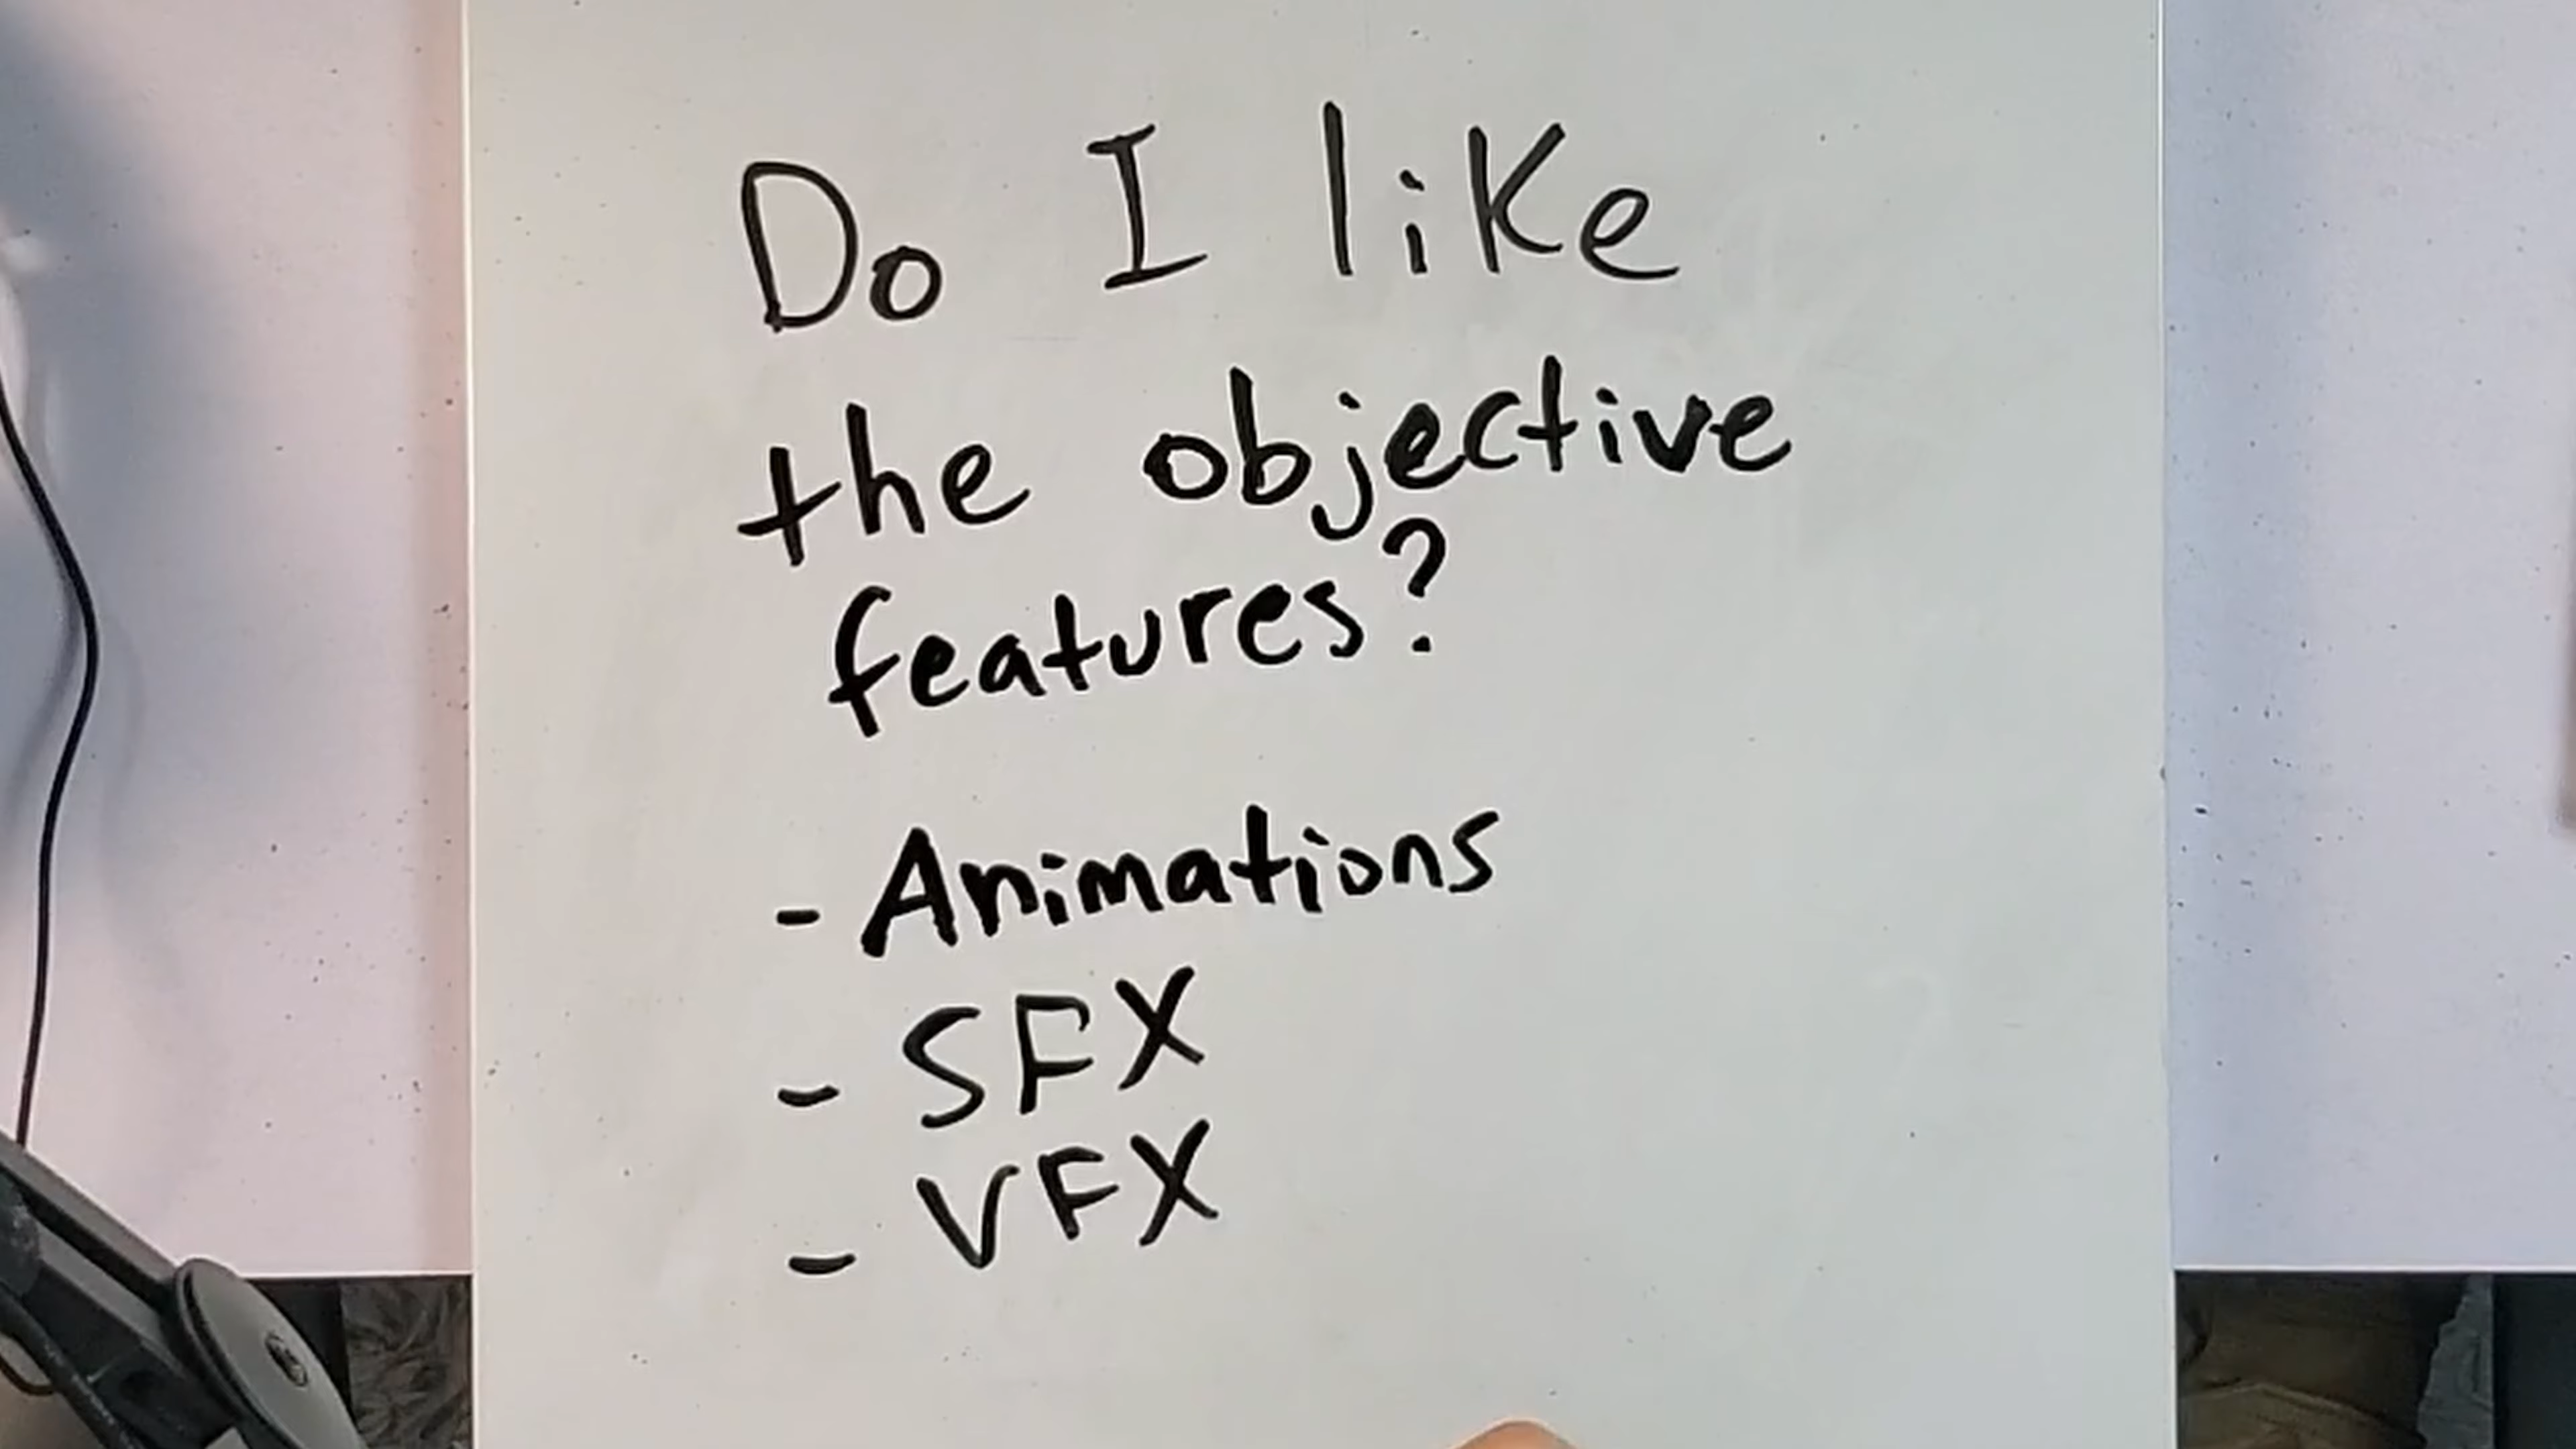 Do I like
the objective
features?
- Animations
- SFX
- VFX